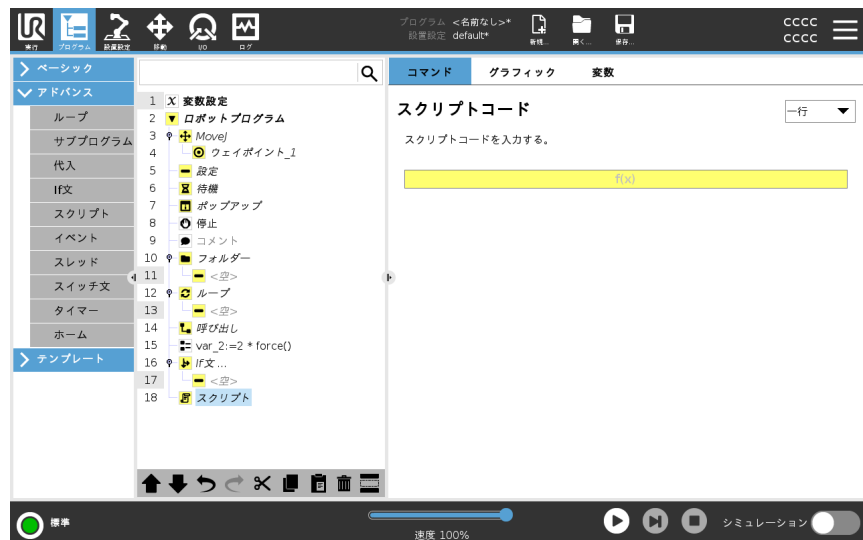 UR
実行
プログラム
設置設定
移動
I/O
ログ
プログラム <名前なし>*
設置設定 default*
新規...
開く...
保存...
CCCC
CCCC
ベーシック
アドバンス
ループ
サブプログラム
代入
If文
スクリプト
イベント
スレッド
スイッチ文
タイマー
ホーム
テンプレート
1 X 変数設定
2 ロボットプログラム
3 MoveJ
4 ウェイポイント_1
5 設定
6 待機
7 ポップアップ
8 停止
9 コメント
10 フォルダー
11 <空>
12 ループ
13 <空>
14 呼び出し
15 var_2:=2 * force()
16 If文 ...
17 <空>
18 スクリプト
コマンド グラフィック 変数
スクリプトコード
一行
スクリプトコードを入力する。
f(x)
標準
速度 100%
シミュレーション